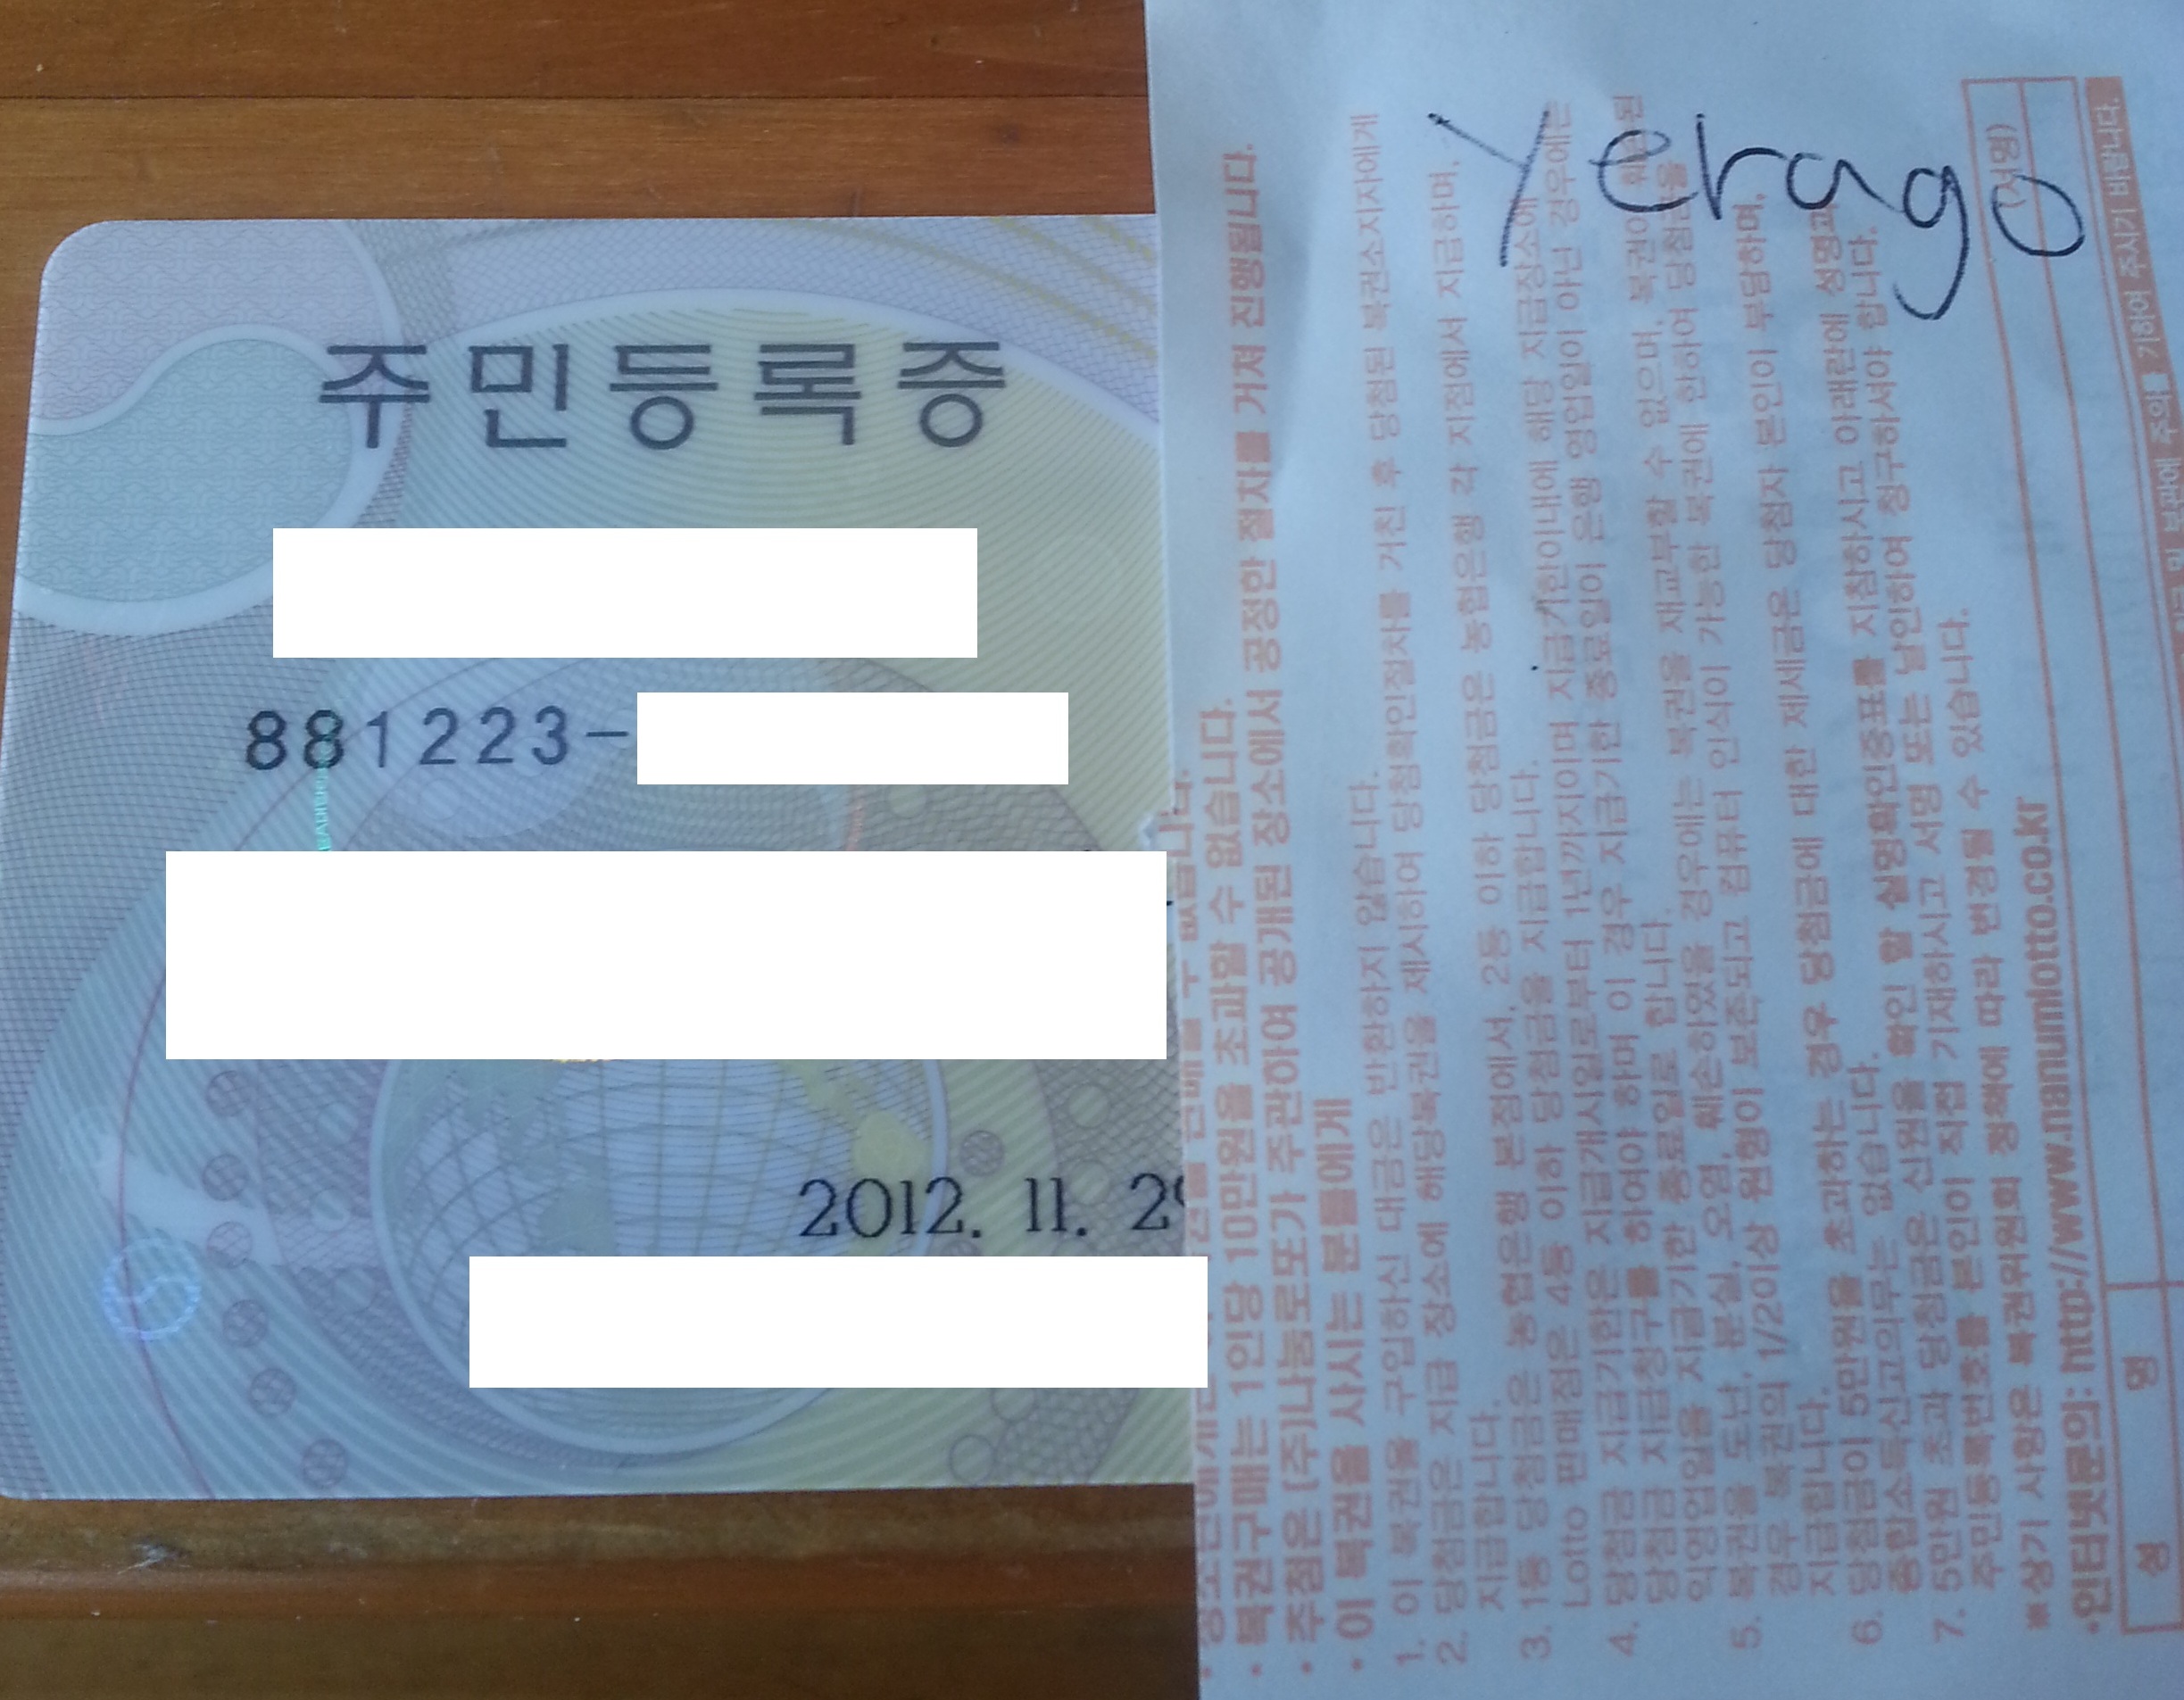 주민등록증
881223-
2012. 11. 29
Yerago
없습니다.
• 복권구매는 1인당 10만원을 초과할 수 없습니다.
• 추첨은 (주)나눔로또가 주관하여 공개된 장소에서 공정한 절차를 거쳐 진행됩니다.
• 이 복권을 사시는 분들에게
1. 이 복권을 구입하신 대금은 반환하지 않습니다.
2. 당첨금은 지급 장소에 해당복권을 제시하여 당첨확인절차를 거친 후 당첨된 복권소지자에게
지급합니다.
3. 1등 당첨금은 농협은행 본점에서, 2등 이하 당첨금은 농협은행 각 지점에서 지급하며,
Lotto 판매점은 4등 이하 당첨금을 지급합니다.
4. 당첨금 지급기한은 지급개시일로부터 1년까지이며 지급기한이내에 해당 지급장소에
당첨금 지급청구를 하여야 하며 이 경우 지급기한 종료일이 은행 영업일이 아닌 경우에는
익영업일을 지급기한 종료일로 합니다.
5. 복권을 도난, 분실, 오염, 훼손하였을 경우에는 복권을 재교부할 수 없으며, 복권이 훼손된
경우 복권의 1/2이상 원형이 보존되고 컴퓨터 인식이 가능한 복권에 한하여 당첨금을
지급합니다.
6. 당첨금이 5만원을 초과하는 경우 당첨금에 대한 제세금은 당첨자 본인이 부담하며,
종합소득신고의무는 없습니다.
7. 5만원 초과 당첨금은 신원을 확인 할 실명확인증표를 지참하시고 아래란에 성명과
주민등록번호를 본인이 직접 기재하시고 서명 또는 날인하여 청구하셔야 합니다.
※상기 사항은 복권위원회 정책에 따라 변경될 수 있습니다.
•인터넷문의: http://www.nanumlotto.co.kr
성 명
(서명)
보관에 주의를 기하여 주시기 바랍니다.